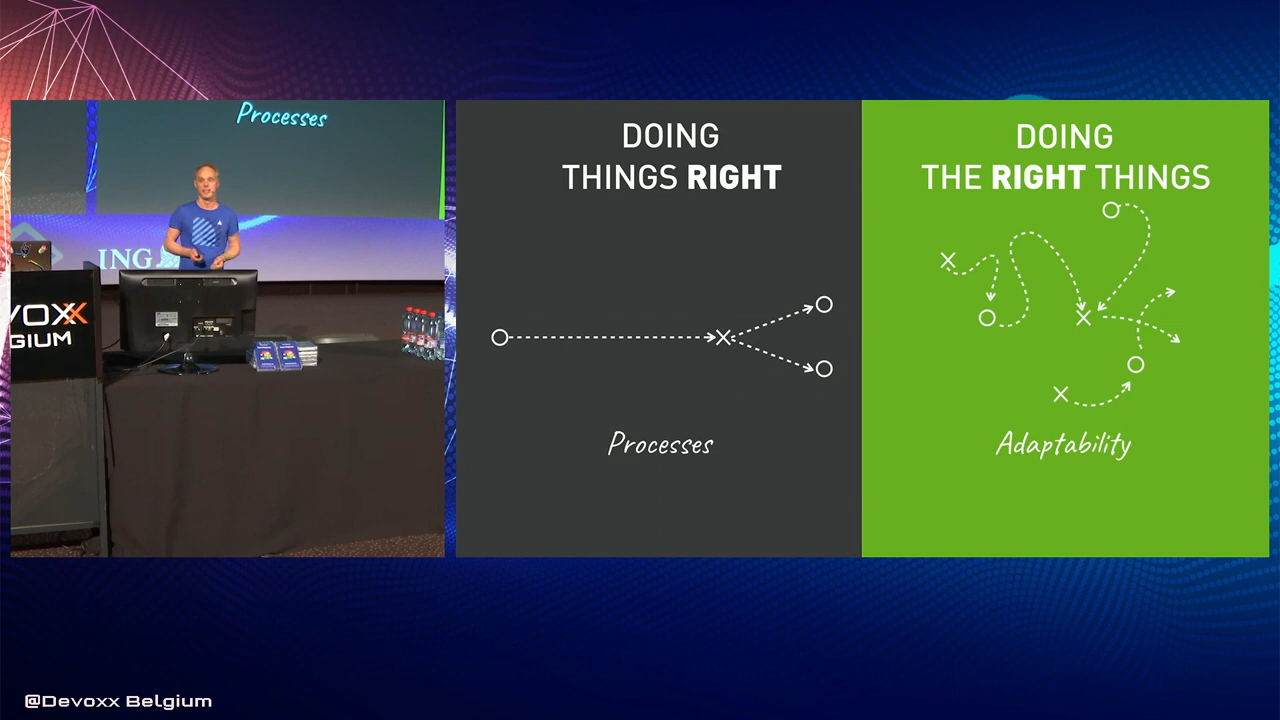 Processes
ING
VOXX
GIUM
DOING
THINGS RIGHT
Processes
DOING
THE RIGHT THINGS
Adaptability
@Devoxx Belgium